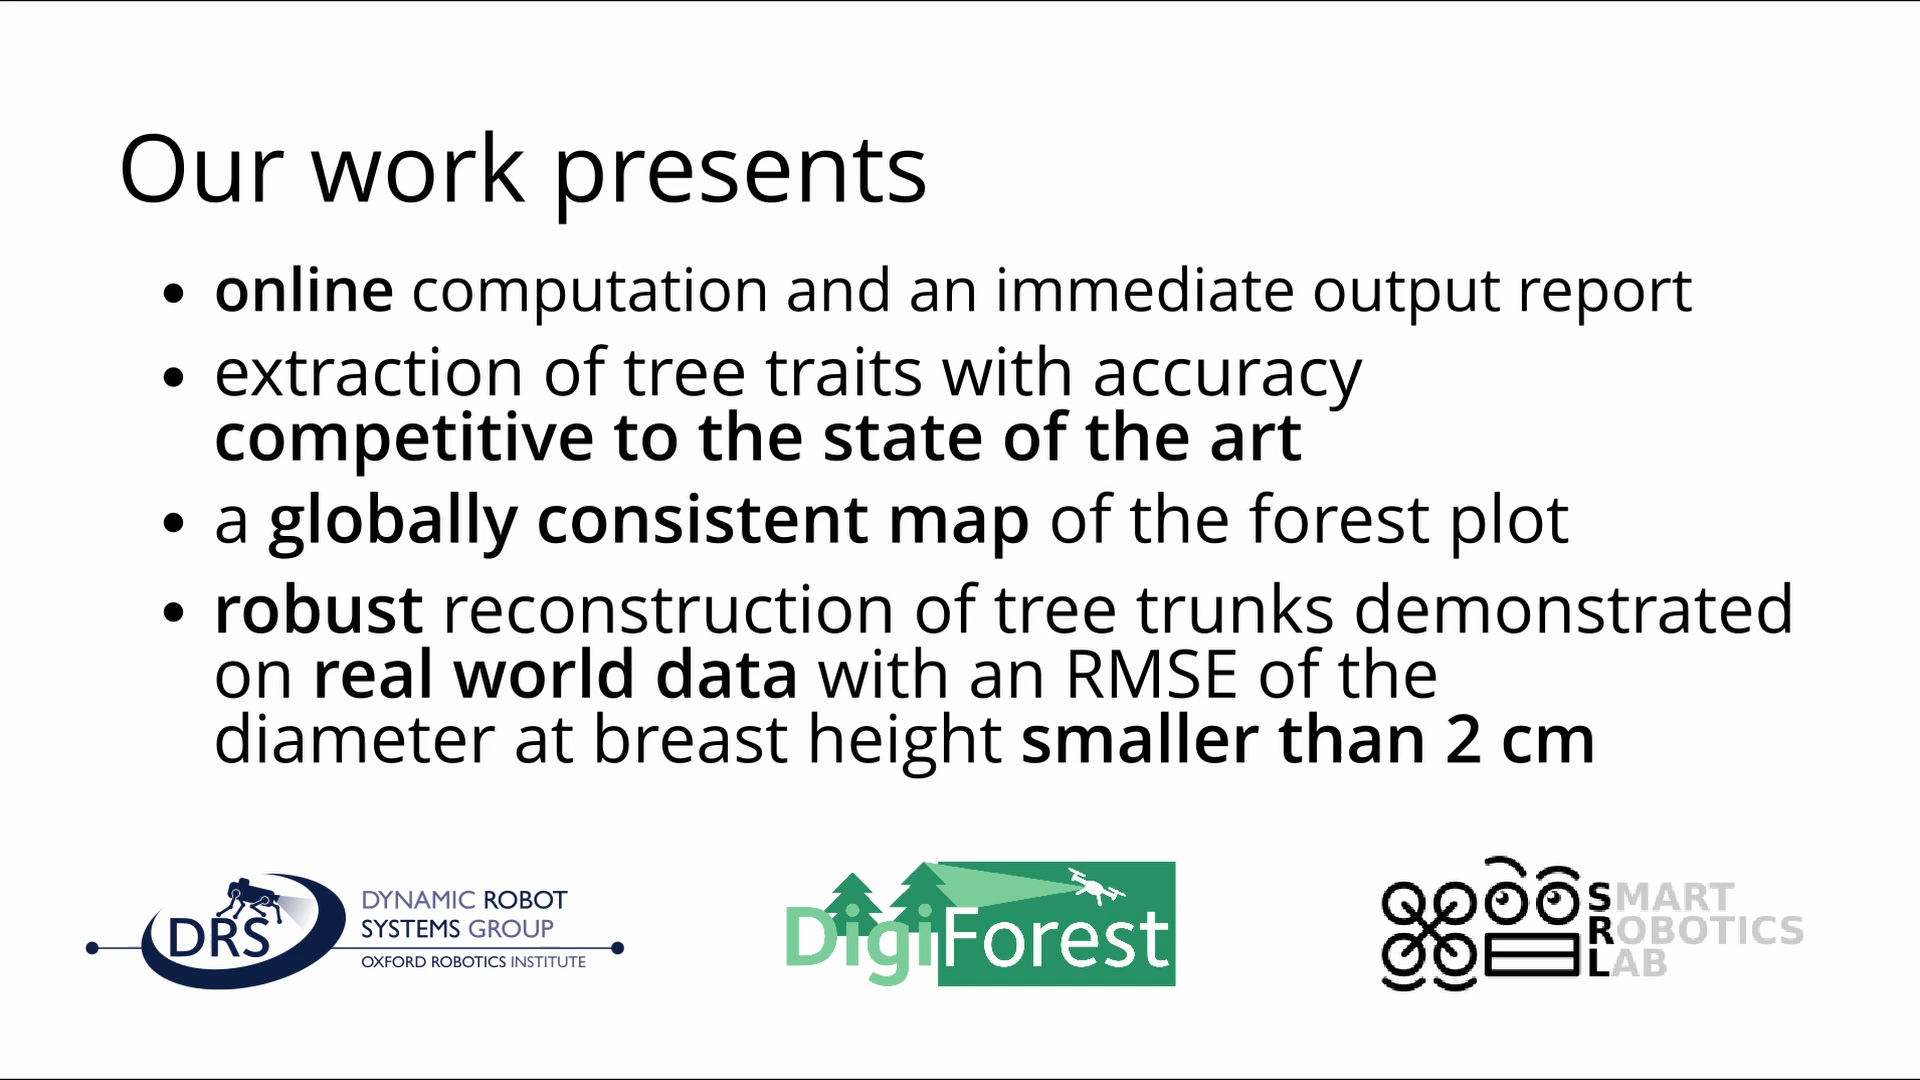 Our work presents
• online computation and an immediate output report
• extraction of tree traits with accuracy
competitive to the state of the art
• a globally consistent map of the forest plot
• robust reconstruction of tree trunks demonstrated
on real world data with an RMSE of the
diameter at breast height smaller than 2 cm
DRS
DYNAMIC ROBOT
SYSTEMS GROUP
OXFORD ROBOTICS INSTITUTE
DigiForest
SMART
ROBOTICS
LAB